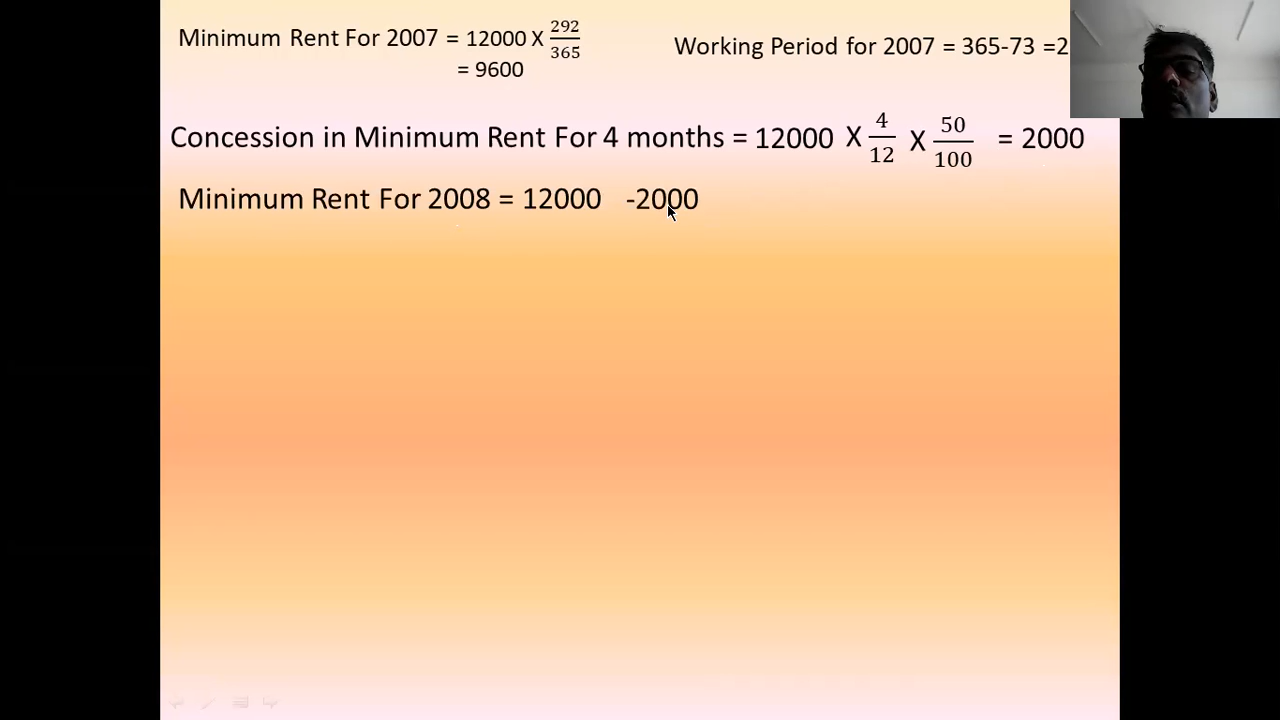 Minimum Rent For 2007 = 12000 X 292/365
= 9600
Working Period for 2007 = 365-73 =2
Concession in Minimum Rent For 4 months = 12000 X 4/12 X 50/100 = 2000
Minimum Rent For 2008 = 12000 -2000